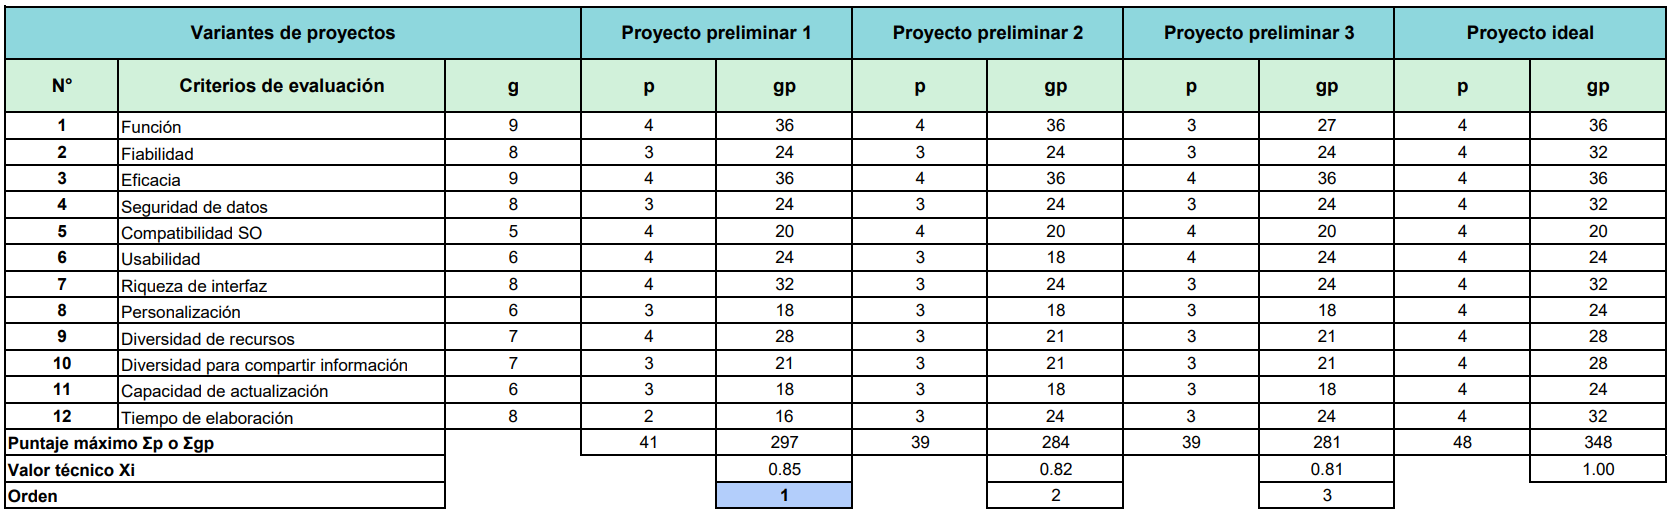 Variantes de proyectos Proyecto preliminar 1 Proyecto preliminar 2 Proyecto preliminar 3 Proyecto ideal
N° Criterios de evaluación g p gp p gp p gp p gp
1 Función 9 4 36 4 36 3 27 4 36
2 Fiabilidad 8 3 24 3 24 3 24 4 32
3 Eficacia 9 4 36 4 36 4 36 4 36
4 Seguridad de datos 8 3 24 3 24 3 24 4 32
5 Compatibilidad SO 5 4 20 4 20 4 20 4 20
6 Usabilidad 6 4 24 3 18 4 24 4 24
7 Riqueza de interfaz 8 4 32 3 24 3 24 4 32
8 Personalización 6 3 18 3 18 3 18 4 24
9 Diversidad de recursos 7 4 28 3 21 3 21 4 28
10 Diversidad para compartir información 7 3 21 3 21 3 21 4 28
11 Capacidad de actualización 6 3 18 3 18 3 18 4 24
12 Tiempo de elaboración 8 2 16 3 24 3 24 4 32
Puntaje máximo Σp o Σgp 41 297 39 284 39 281 48 348
Valor técnico Xi 0.85 0.82 0.81 1.00
Orden 1 2 3